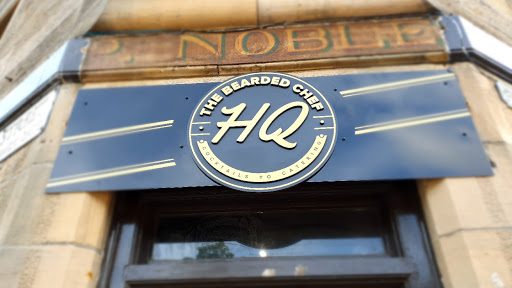 P. NOBLE
THE BEARDED CHEF
HQ
COCKTAILS TO CATERING